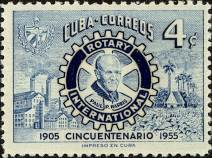 CUBA-CORREOS
4¢
ROTARY
PAUL P. HARRIS
INTERNATIONAL
1905 CINCUENTENARIO 1955
IMPRESO EN CUBA